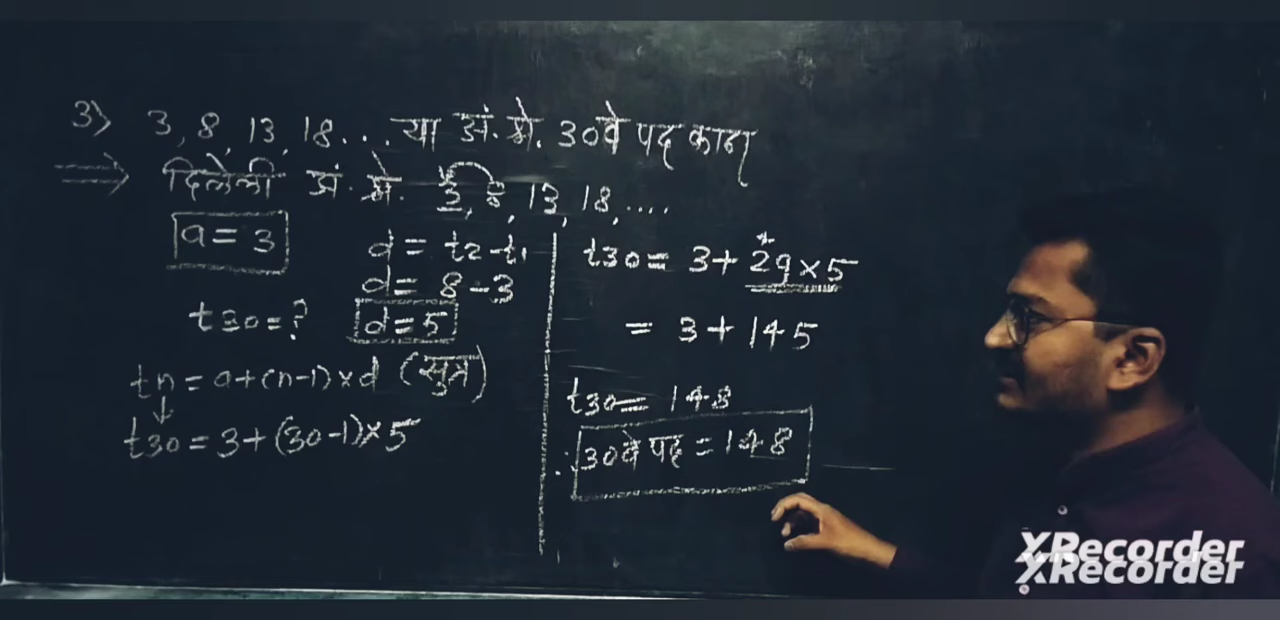 3) 3, 8, 13, 18... या अं. श्रे. 30वे पद काढा
⇒ दिलेली अं. श्रे. 3, 8, 13, 18, ....
a = 3
d = t2 - t1
d = 8 - 3
t30 = ?
d = 5
tn = a + (n-1) × d (सुत्र)
↓
t30 = 3 + (30 - 1) × 5
t30 = 3 + 29 × 5
= 3 + 145
t30 = 148
∴ 30वे पद = 148
XRecorder
XRecorder